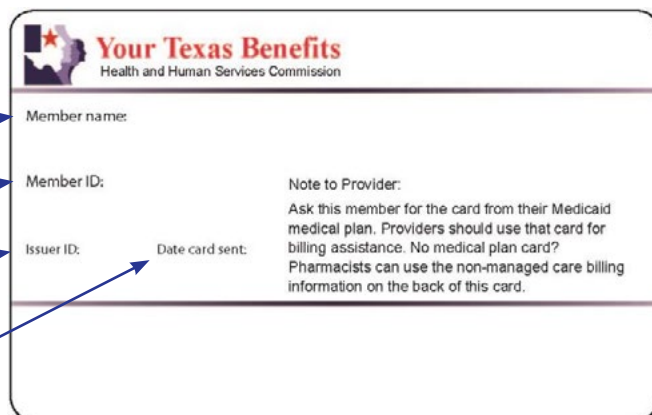 Your Texas Benefits
Health and Human Services Commission
Member name:
Member ID:
Note to Provider:
Ask this member for the card from their Medicaid
medical plan. Providers should use that card for
billing assistance. No medical plan card?
Pharmacists can use the non-managed care billing
information on the back of this card.
Issuer ID:
Date card sent: